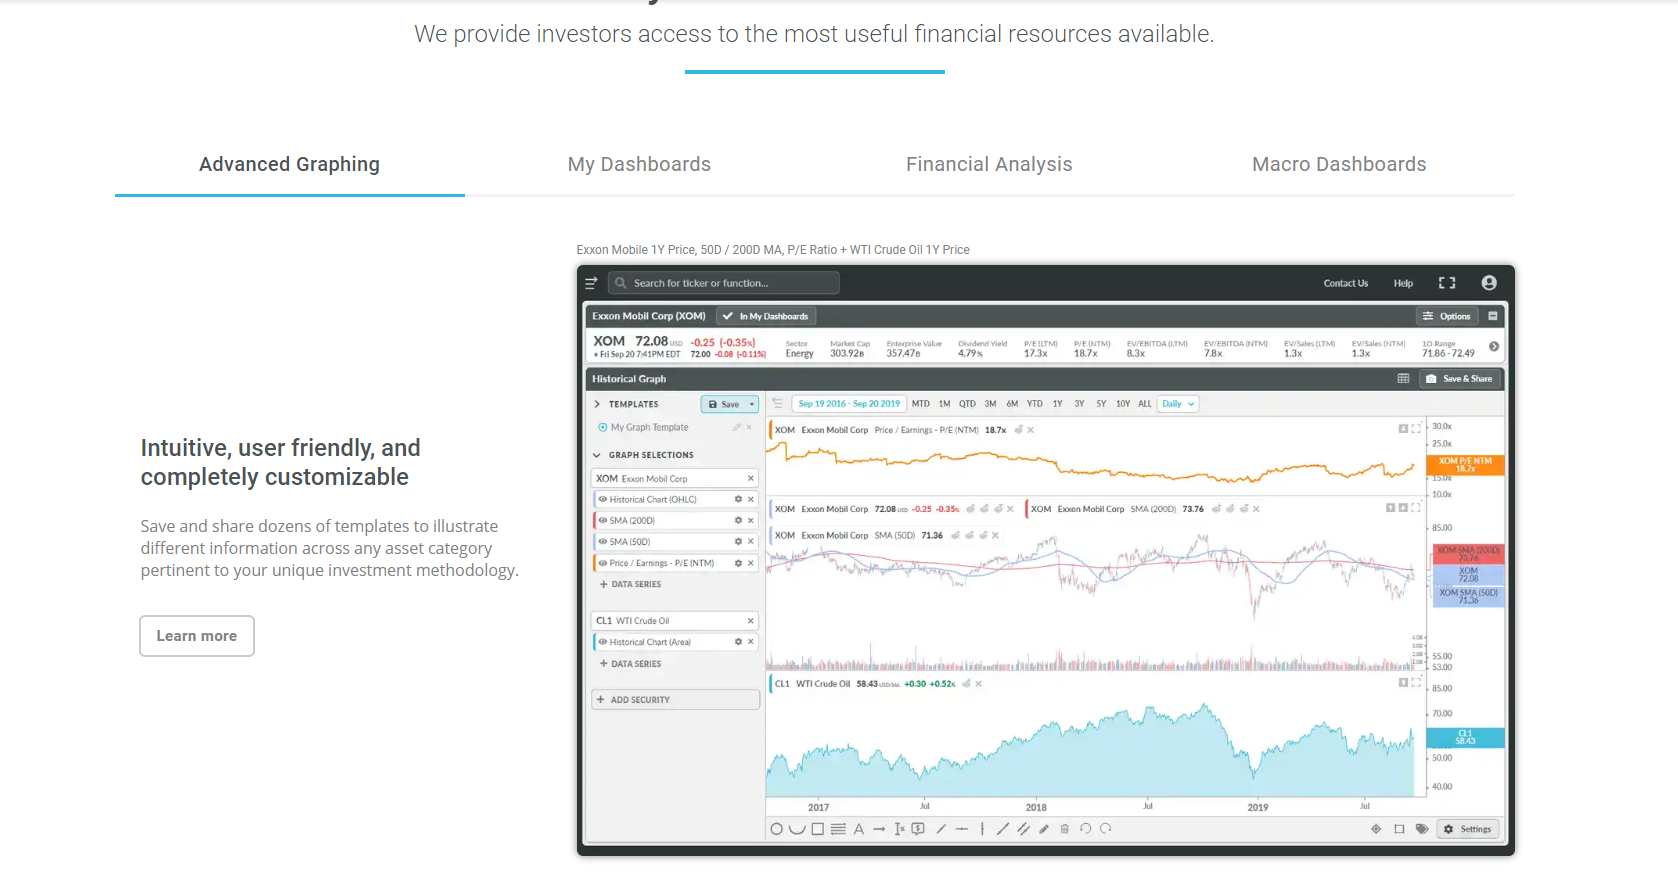 We provide investors access to the most useful financial resources available.
Advanced Graphing
My Dashboards
Financial Analysis
Macro Dashboards
Exxon Mobile 1Y Price, 50D / 200D MA, P/E Ratio + WTI Crude Oil 1Y Price
Intuitive, user friendly, and
completely customizable
Save and share dozens of templates to illustrate
different information across any asset category
pertinent to your unique investment methodology.
Learn more
Search for ticker or function...
Contact Us
Help
Exxon Mobil Corp (XOM)
In My Dashboards
Options
XOM 72.08 USD -0.25 (-0.35%)
Fri Sep 20 7:41PM EDT 72.00 -0.08 (-0.11%)
Sector
Energy
Market Cap
303.92B
Enterprise Value
357.47B
Dividend Yield
4.79%
P/E (LTM)
17.3x
P/E (NTM)
18.7x
EV/EBITDA (LTM)
8.3x
EV/EBITDA (NTM)
7.8x
EV/Sales (LTM)
1.3x
EV/Sales (NTM)
1.3x
1D Range
71.86 - 72.49
Historical Graph
Save & Share
TEMPLATES
Save
My Graph Template
GRAPH SELECTIONS
XOM Exxon Mobil Corp
Historical Chart (OHLC)
SMA (200D)
SMA (50D)
Price / Earnings - P/E (NTM)
+ DATA SERIES
CL1 WTI Crude Oil
Historical Chart (Area)
+ DATA SERIES
+ ADD SECURITY
Sep 19 2016 - Sep 20 2019
MTD 1M QTD 3M 6M YTD 1Y 3Y 5Y 10Y ALL
Daily
XOM Exxon Mobil Corp Price / Earnings - P/E (NTM) 18.7x
30.0x
25.0x
XOM P/E NTM
18.7x
15.0x
10.0x
XOM Exxon Mobil Corp 72.08 USD -0.25 -0.35%
XOM Exxon Mobil Corp SMA (200D) 73.76
XOM Exxon Mobil Corp SMA (50D) 71.36
85.00
XOM SMA (200D)
XOM
72.08
XOM SMA (50D)
71.36
55.00
53.00
CL1 WTI Crude Oil 58.43 +0.30 +0.52%
85.00
70.00
CL1
58.43
50.00
40.00
2017
Jul
2018
Jul
2019
Jul
Settings